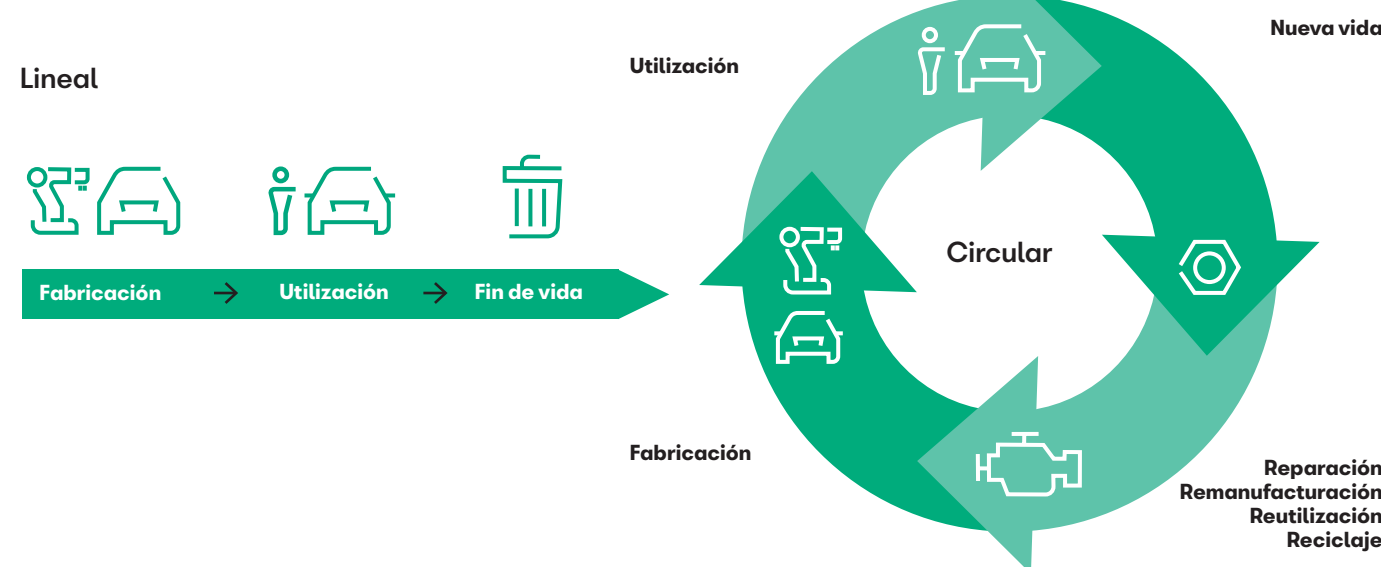 Lineal
Fabricación → Utilización → Fin de vida
Circular
Utilización
Nueva vida
Fabricación
Reparación
Remanufacturación
Reutilización
Reciclaje